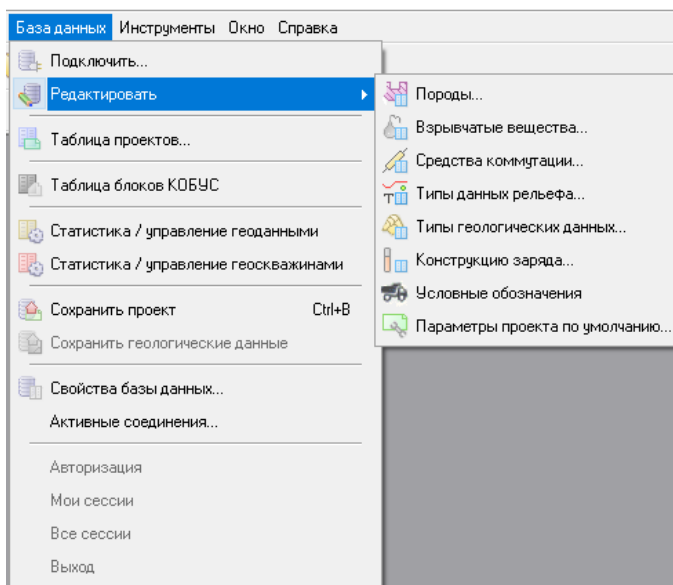 База данных Инструменты Окно Справка
Подключить...
Редактировать
Таблица проектов...
Таблица блоков КОБУС
Статистика / управление геоданными
Статистика / управление геоскважинами
Сохранить проект Ctrl+B
Сохранить геологические данные
Свойства базы данных...
Активные соединения...
Авторизация
Мои сессии
Все сессии
Выход
Породы...
Взрывчатые вещества...
Средства коммутации...
Типы данных рельефа...
Типы геологических данных...
Конструкцию заряда...
Условные обозначения
Параметры проекта по умолчанию...